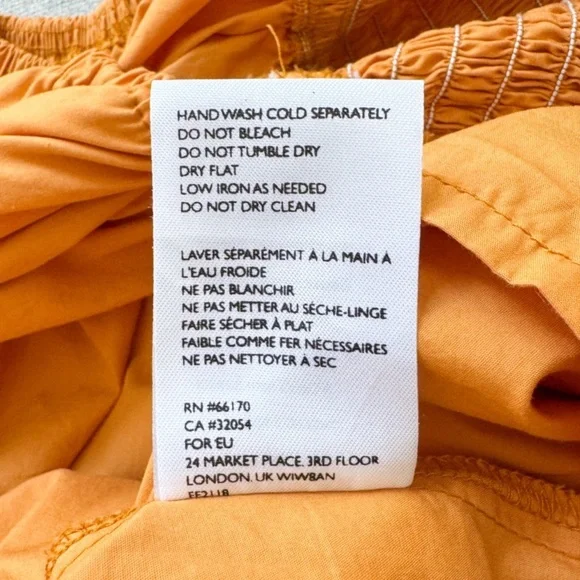 HAND WASH COLD SEPARATELY
DO NOT BLEACH
DO NOT TUMBLE DRY
DRY FLAT
LOW IRON AS NEEDED
DO NOT DRY CLEAN
LAVER SÉPARÉMENT À LA MAIN À
L'EAU FROIDE
NE PAS BLANCHIR
NE PAS METTER AU SÈCHE-LINGE
FAIRE SÉCHER À PLAT
FAIBLE COMME FER NÉCESSAIRES
NE PAS NETTOYER À SEC
RN #66170
CA #32054
FOR EU
24 MARKET PLACE. 3RD FLOOR
LONDON. UK WIW8AN
FF2118